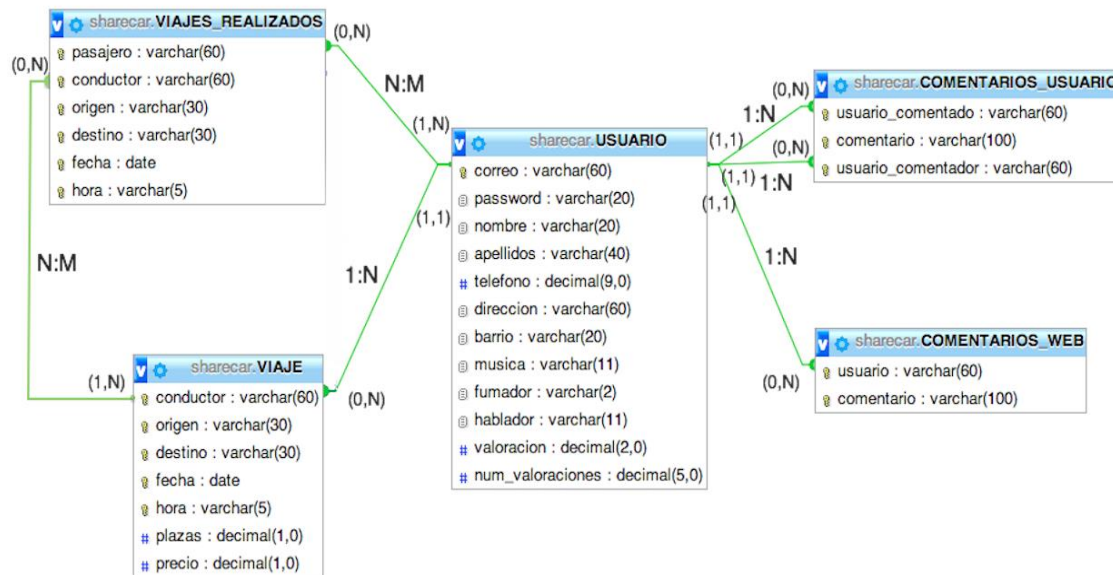 sharecar.VIAJES_REALIZADOS
pasajero : varchar(60)
conductor : varchar(60)
origen : varchar(30)
destino : varchar(30)
fecha : date
hora : varchar(5)
(0,N)
(0,N)
N:M
(1,N)
N:M
(1,N)
sharecar.VIAJE
conductor : varchar(60)
origen : varchar(30)
destino : varchar(30)
fecha : date
hora : varchar(5)
plazas : decimal(1,0)
precio : decimal(1,0)
(0,N)
1:N
(1,1)
sharecar.USUARIO
correo : varchar(60)
password : varchar(20)
nombre : varchar(20)
apellidos : varchar(40)
telefono : decimal(9,0)
direccion : varchar(60)
barrio : varchar(20)
musica : varchar(11)
fumador : varchar(2)
hablador : varchar(11)
valoracion : decimal(2,0)
num_valoraciones : decimal(5,0)
(1,1)
1:N
(0,N)
(1,1)
1:N
(0,N)
(1,1)
1:N
(0,N)
sharecar.COMENTARIOS_USUARIO
usuario_comentado : varchar(60)
comentario : varchar(100)
usuario_comentador : varchar(60)
sharecar.COMENTARIOS_WEB
usuario : varchar(60)
comentario : varchar(100)